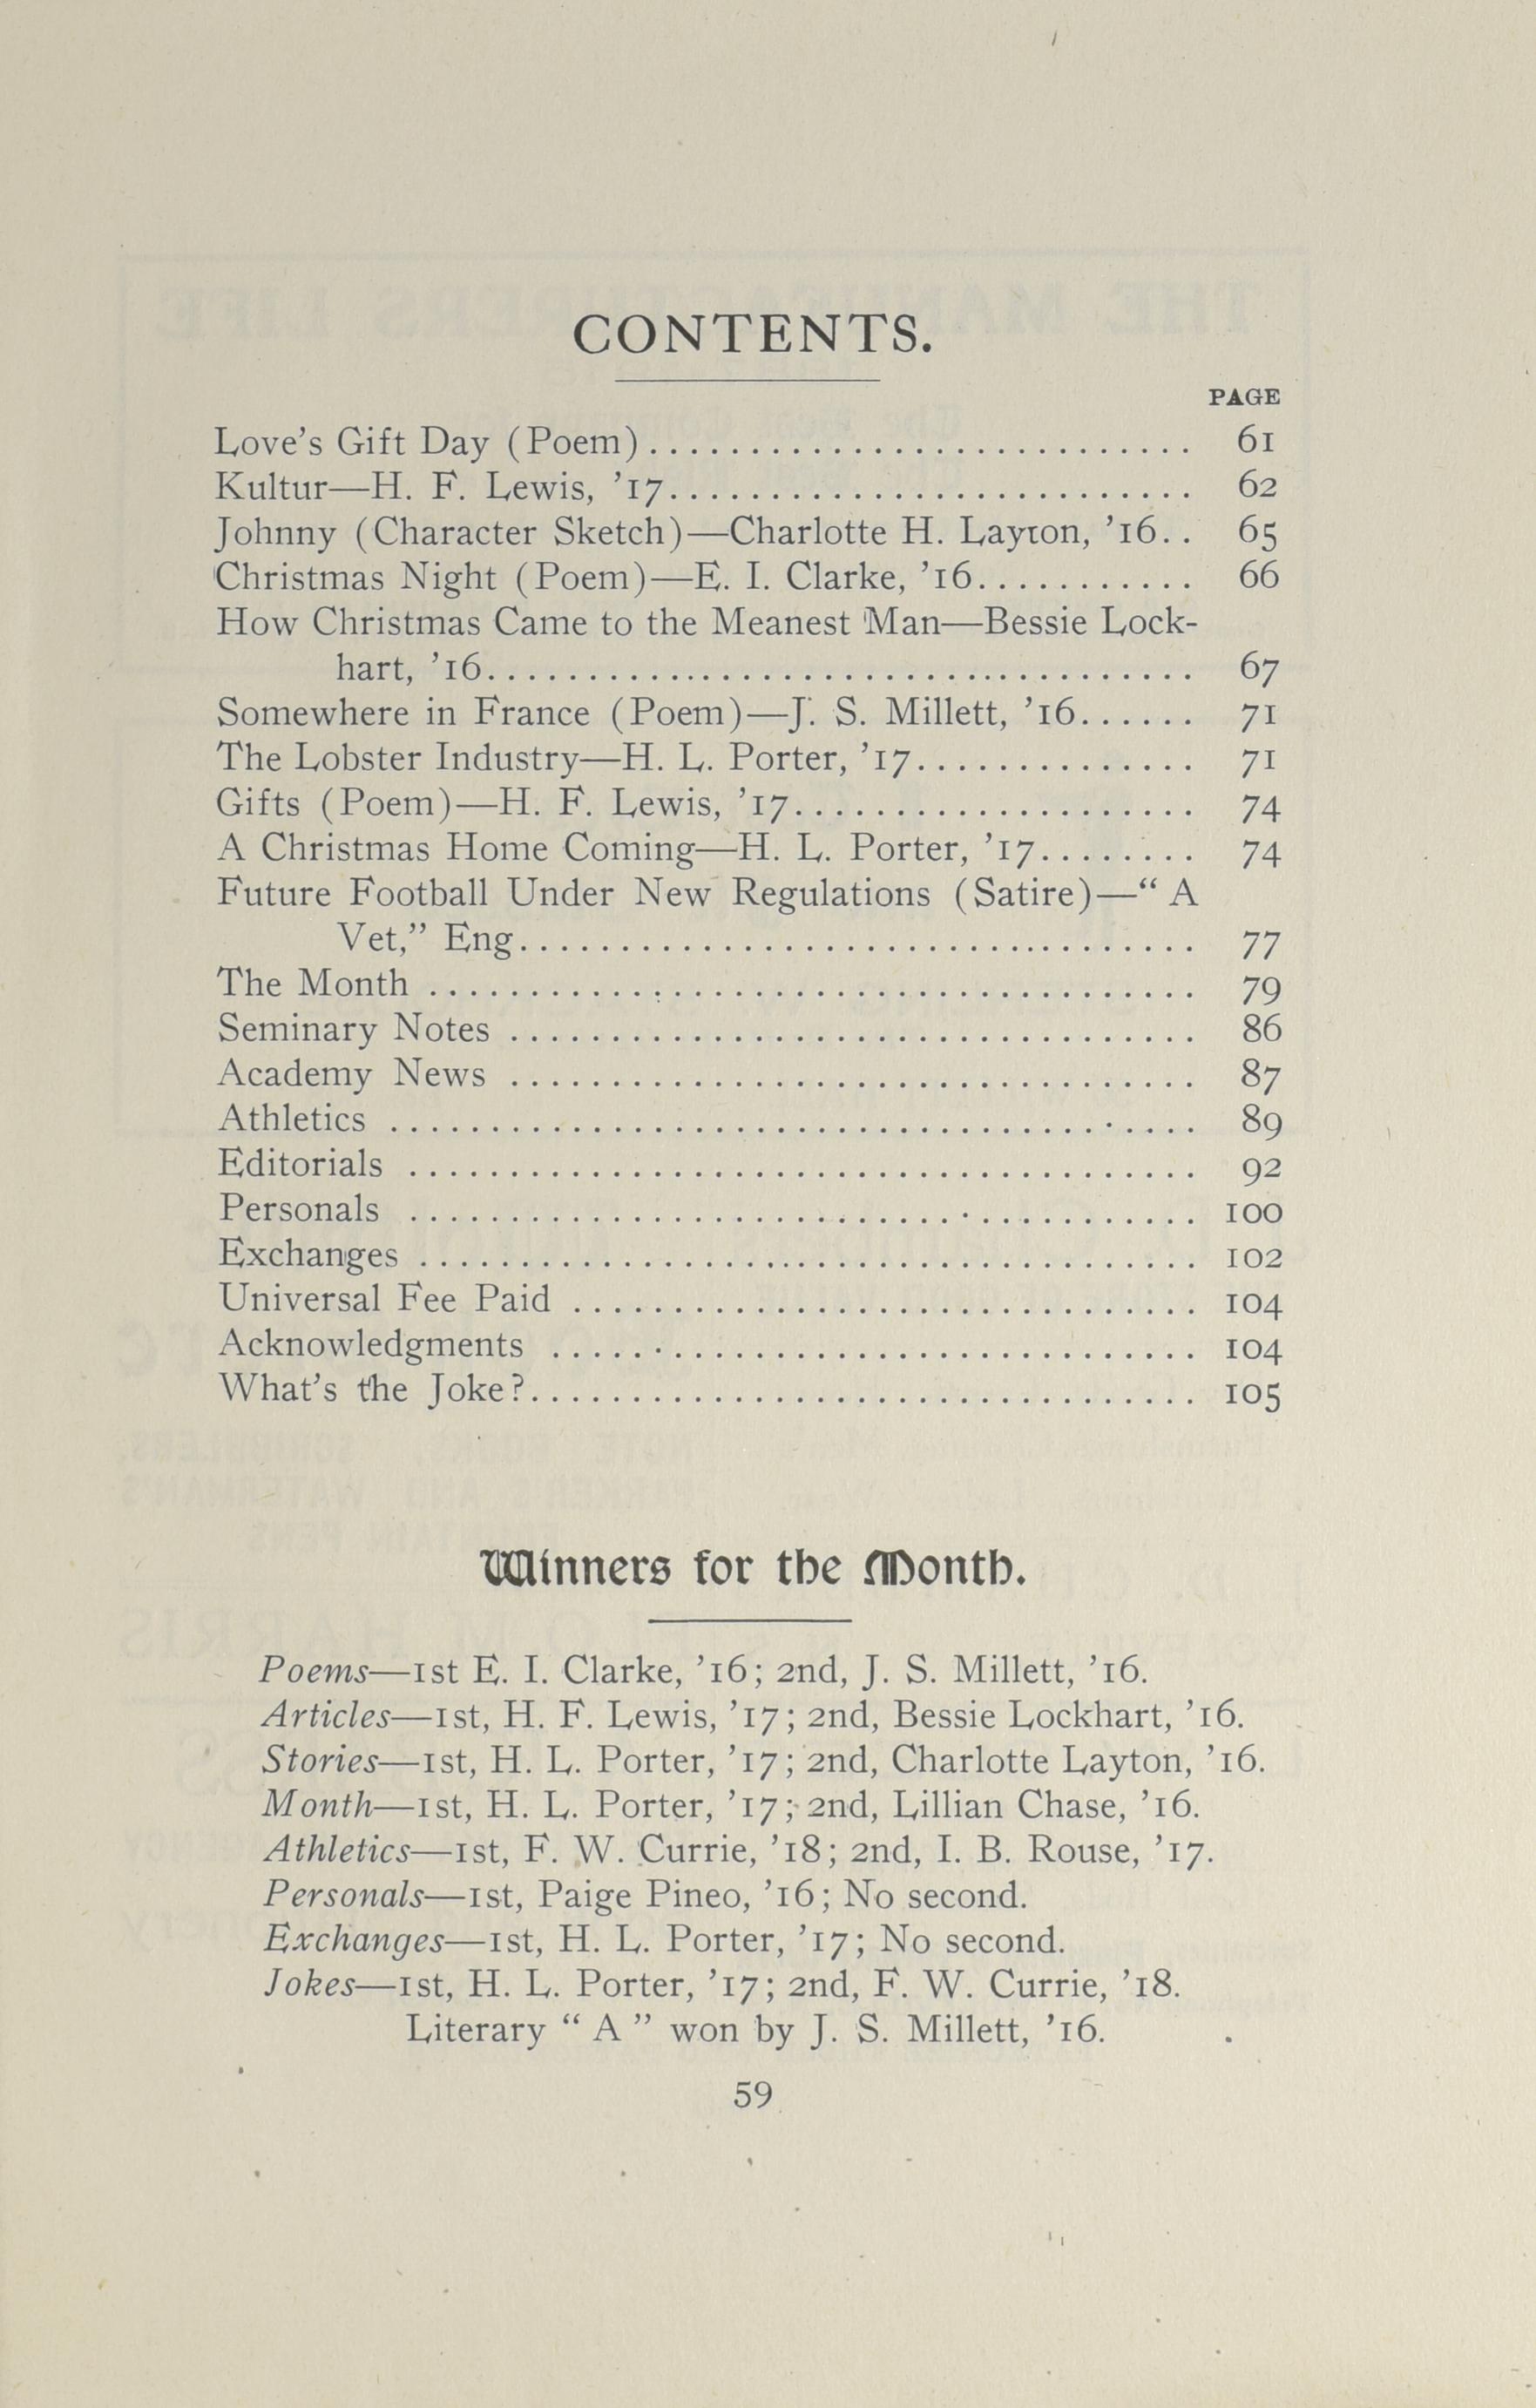 CONTENTS.
PAGE
Love's Gift Day (Poem)........................... 61
Kultur—H. F. Lewis, '17.......................... 62
Johnny (Character Sketch)—Charlotte H. Layton, '16.. 65
Christmas Night (Poem)—E. I. Clarke, '16........... 66
How Christmas Came to the Meanest Man—Bessie Lock-
hart, '16................................... 67
Somewhere in France (Poem)—J. S. Millett, '16...... 71
The Lobster Industry—H. L. Porter, '17.............. 71
Gifts (Poem)—H. F. Lewis, '17.................... 74
A Christmas Home Coming—H. L. Porter, '17........ 74
Future Football Under New Regulations (Satire)—“ A
Vet,” Eng.................................. 77
The Month ...................................... 79
Seminary Notes .................................. 86
Academy News .................................. 87
Athletics ........................................ 89
Editorials ....................................... 92
Personals ....................................... 100
Exchanges ....................................... 102
Universal Fee Paid ............................... 104
Acknowledgments ................................ 104
What's the Joke?................................. 105
Winners for the Month.
Poems—1st E. I. Clarke, '16; 2nd, J. S. Millett, '16.
Articles—1st, H. F. Lewis, '17; 2nd, Bessie Lockhart, '16.
Stories—1st, H. L. Porter, '17; 2nd, Charlotte Layton, '16.
Month—1st, H. L. Porter, '17; 2nd, Lillian Chase, '16.
Athletics—1st, F. W. Currie, '18; 2nd, I. B. Rouse, '17.
Personals—1st, Paige Pineo, '16; No second.
Exchanges—1st, H. L. Porter, '17; No second.
Jokes—1st, H. L. Porter, '17; 2nd, F. W. Currie, '18.
Literary “ A ” won by J. S. Millett, '16.
59